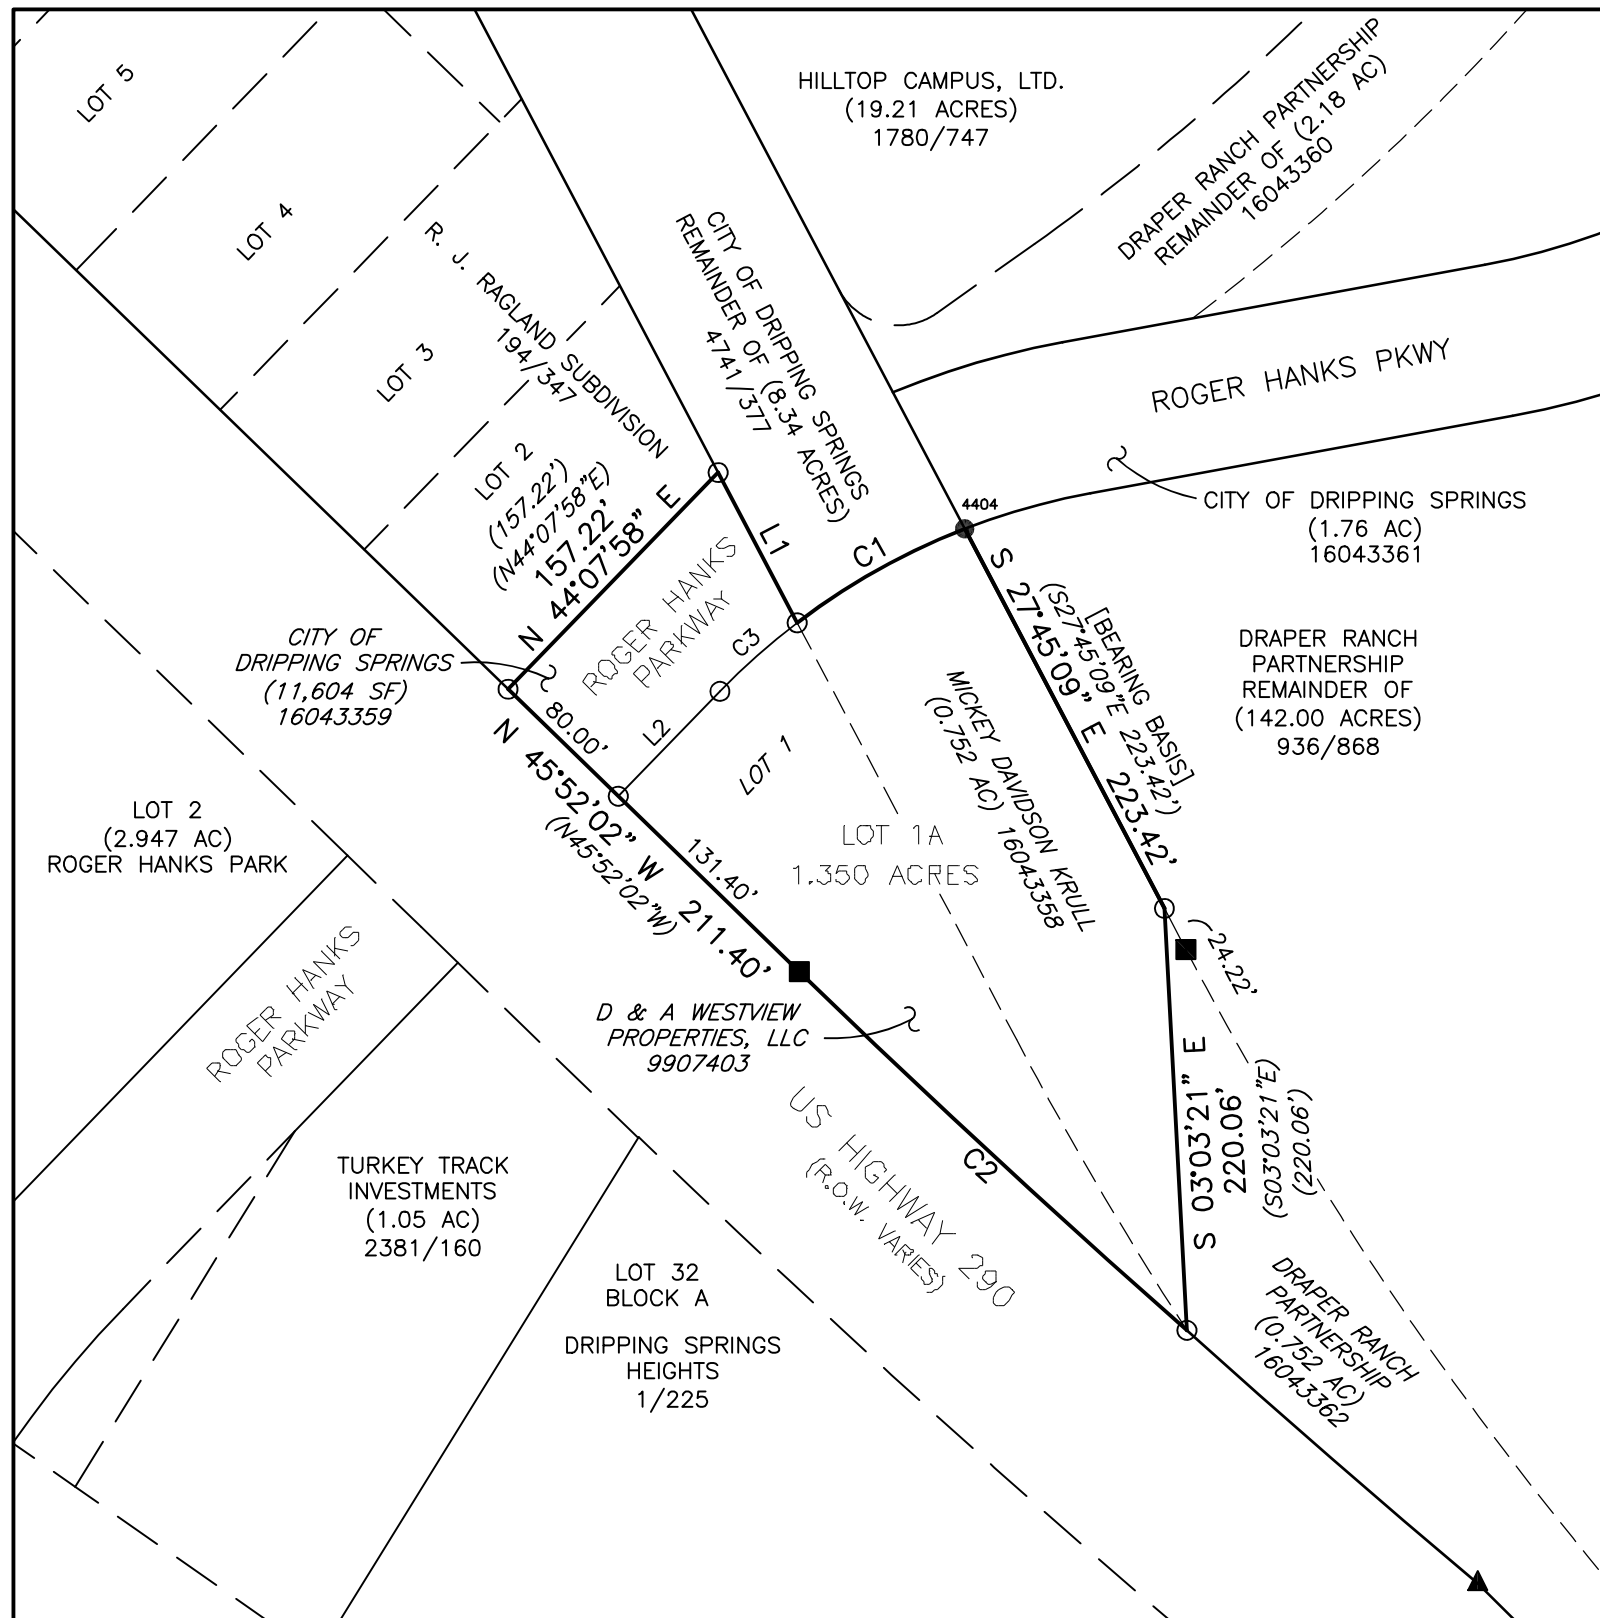 LOT 5
LOT 4
LOT 3
R. J. RAGLAND SUBDIVISION
194/347
LOT 2
(157.22')
(N44°07'58"E)
157.22'
N 44°07'58" E
HILLTOP CAMPUS, LTD.
(19.21 ACRES)
1780/747
DRAPER RANCH PARTNERSHIP
REMAINDER OF (2.18 AC)
16043360
CITY OF DRIPPING SPRINGS
REMAINDER OF (8.34 ACRES)
4741/377
ROGER HANKS PKWY
4404
CITY OF DRIPPING SPRINGS
(1.76 AC)
16043361
L1
C1
ROGER HANKS
PARKWAY
C3
L2
CITY OF
DRIPPING SPRINGS
(11,604 SF)
16043359
80.00'
LOT 1
N 45°52'02" W 211.40'
(N45°52'02"W)
131.40'
[BEARING BASIS]
(S27°45'09"E 223.42')
S 27°45'09" E 223.42'
DRAPER RANCH
PARTNERSHIP
REMAINDER OF
(142.00 ACRES)
936/868
MICKEY DAVIDSON KRULL
(0.752 AC) 16043358
LOT 1A
1.350 ACRES
LOT 2
(2.947 AC)
ROGER HANKS PARK
ROGER HANKS
PARKWAY
24.22'
D & A WESTVIEW
PROPERTIES, LLC
9907403
US HIGHWAY 290
(R.O.W. VARIES)
C2
S 03°03'21" E
220.06'
(S03°03'21"E)
(220.06')
TURKEY TRACK
INVESTMENTS
(1.05 AC)
2381/160
LOT 32
BLOCK A
DRIPPING SPRINGS
HEIGHTS
1/225
DRAPER RANCH
PARTNERSHIP
(0.752 AC)
16043362